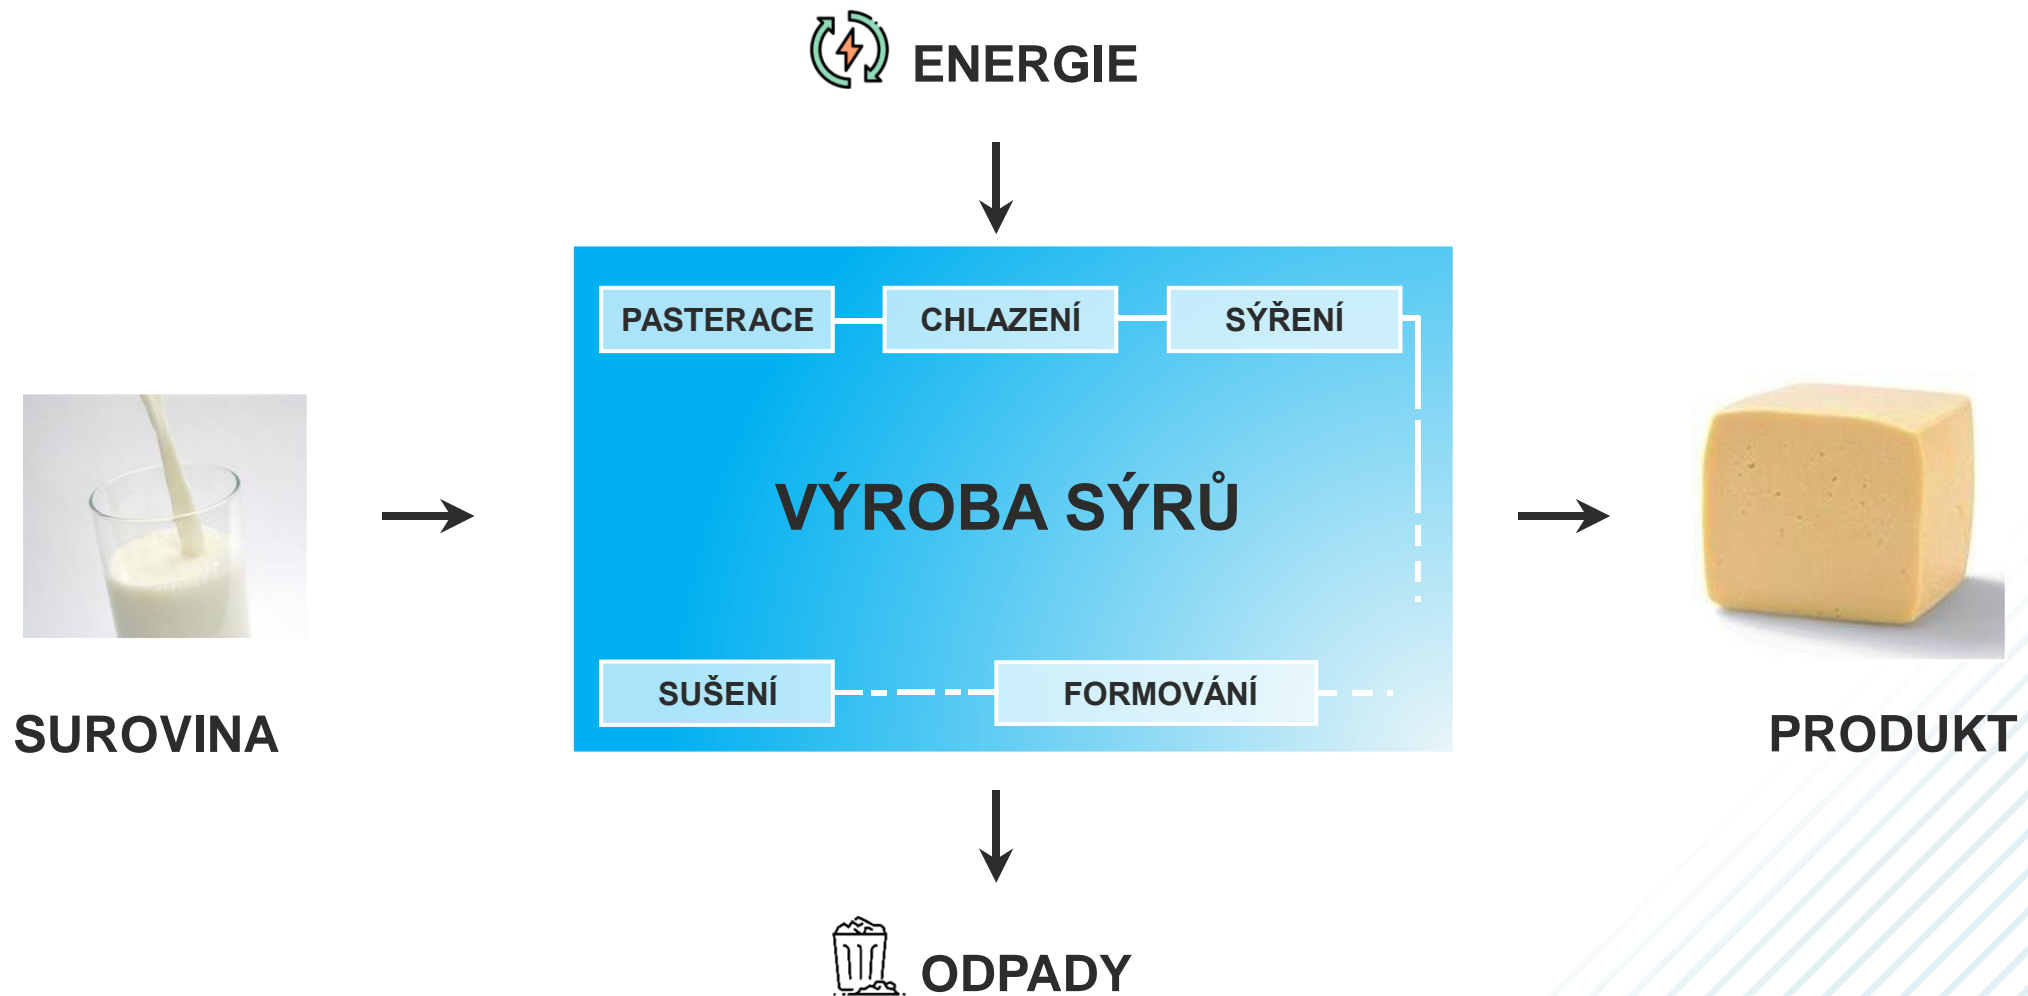 ENERGIE
PASTERACE
CHLAZENÍ
SÝŘENÍ
VÝROBA SÝRŮ
SUŠENÍ
FORMOVÁNÍ
SUROVINA
PRODUKT
ODPADY